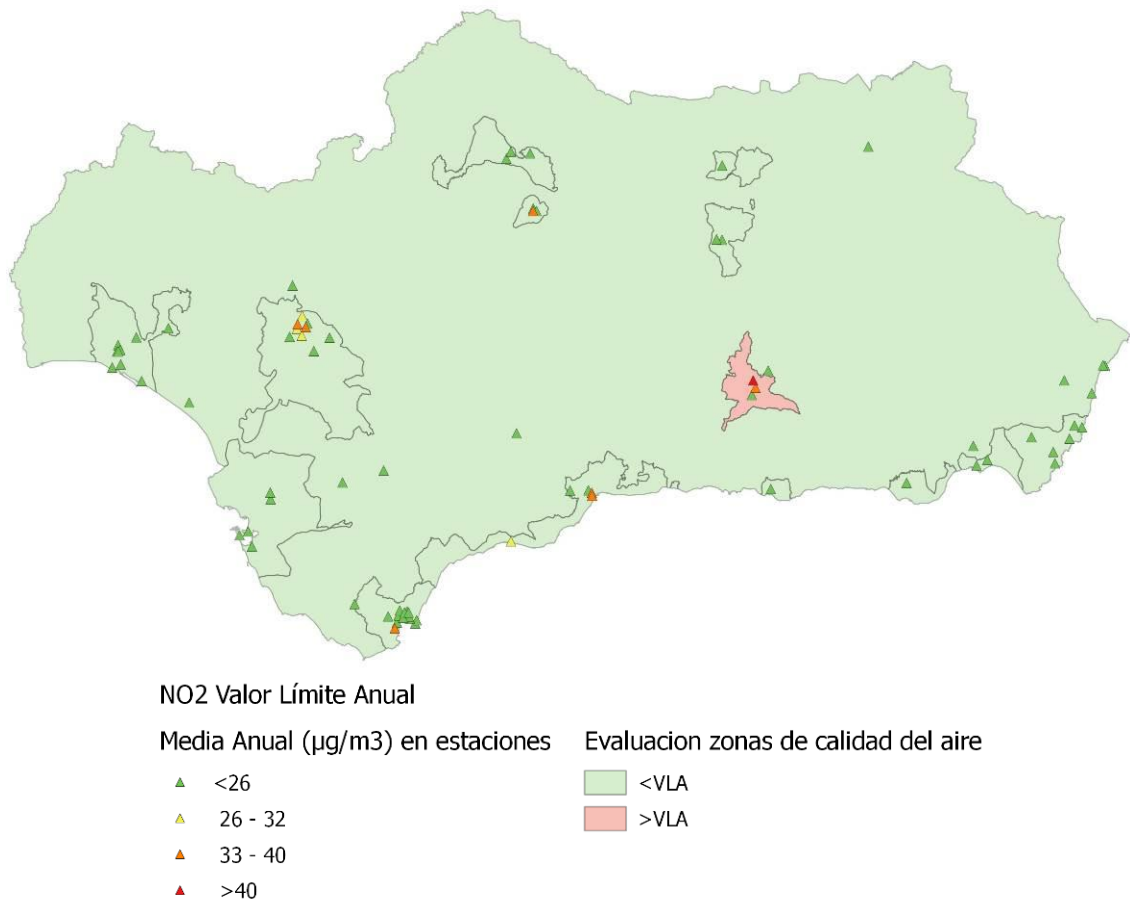 NO2 Valor Límite Anual
Media Anual (µg/m3) en estaciones
<26
26 - 32
33 - 40
>40
Evaluacion zonas de calidad del aire
<VLA
>VLA